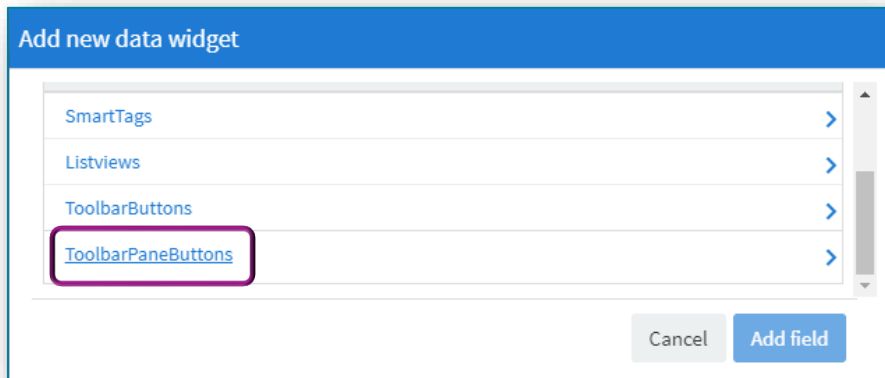 Add new data widget
SmartTags
Listviews
ToolbarButtons
ToolbarPaneButtons
Cancel
Add field